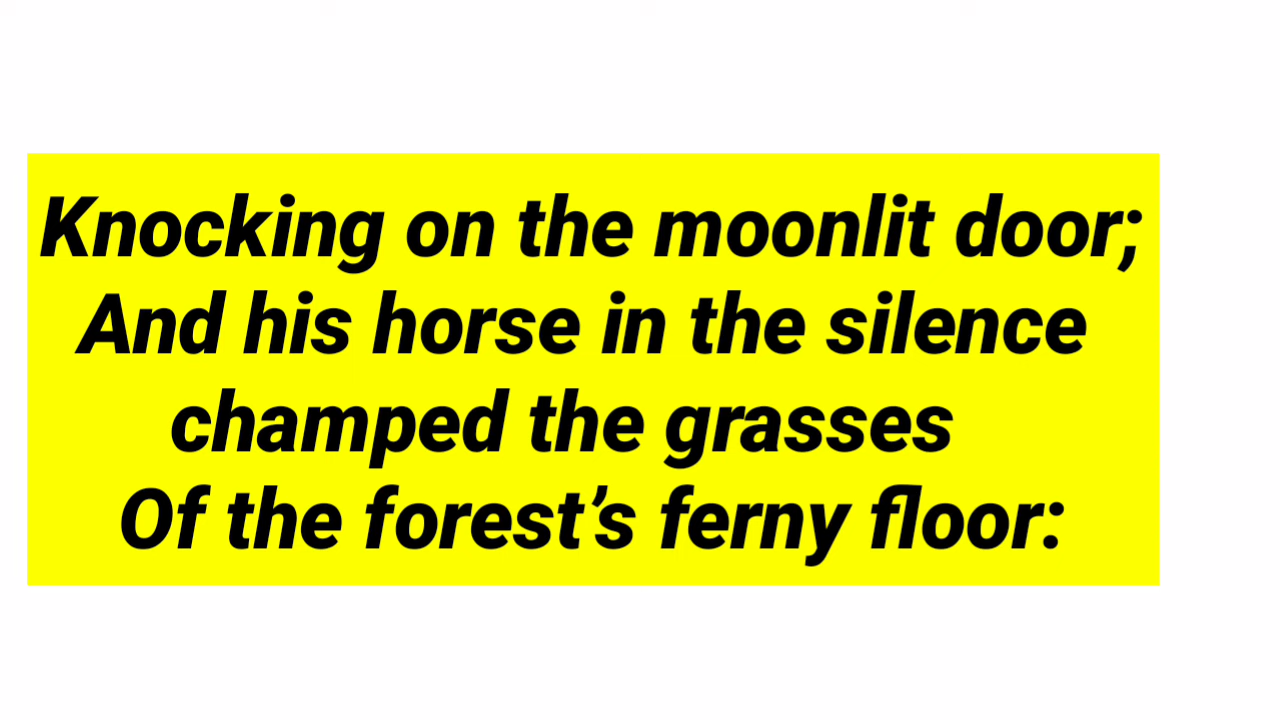 Knocking on the moonlit door;
And his horse in the silence
champed the grasses
Of the forest’s ferny floor: